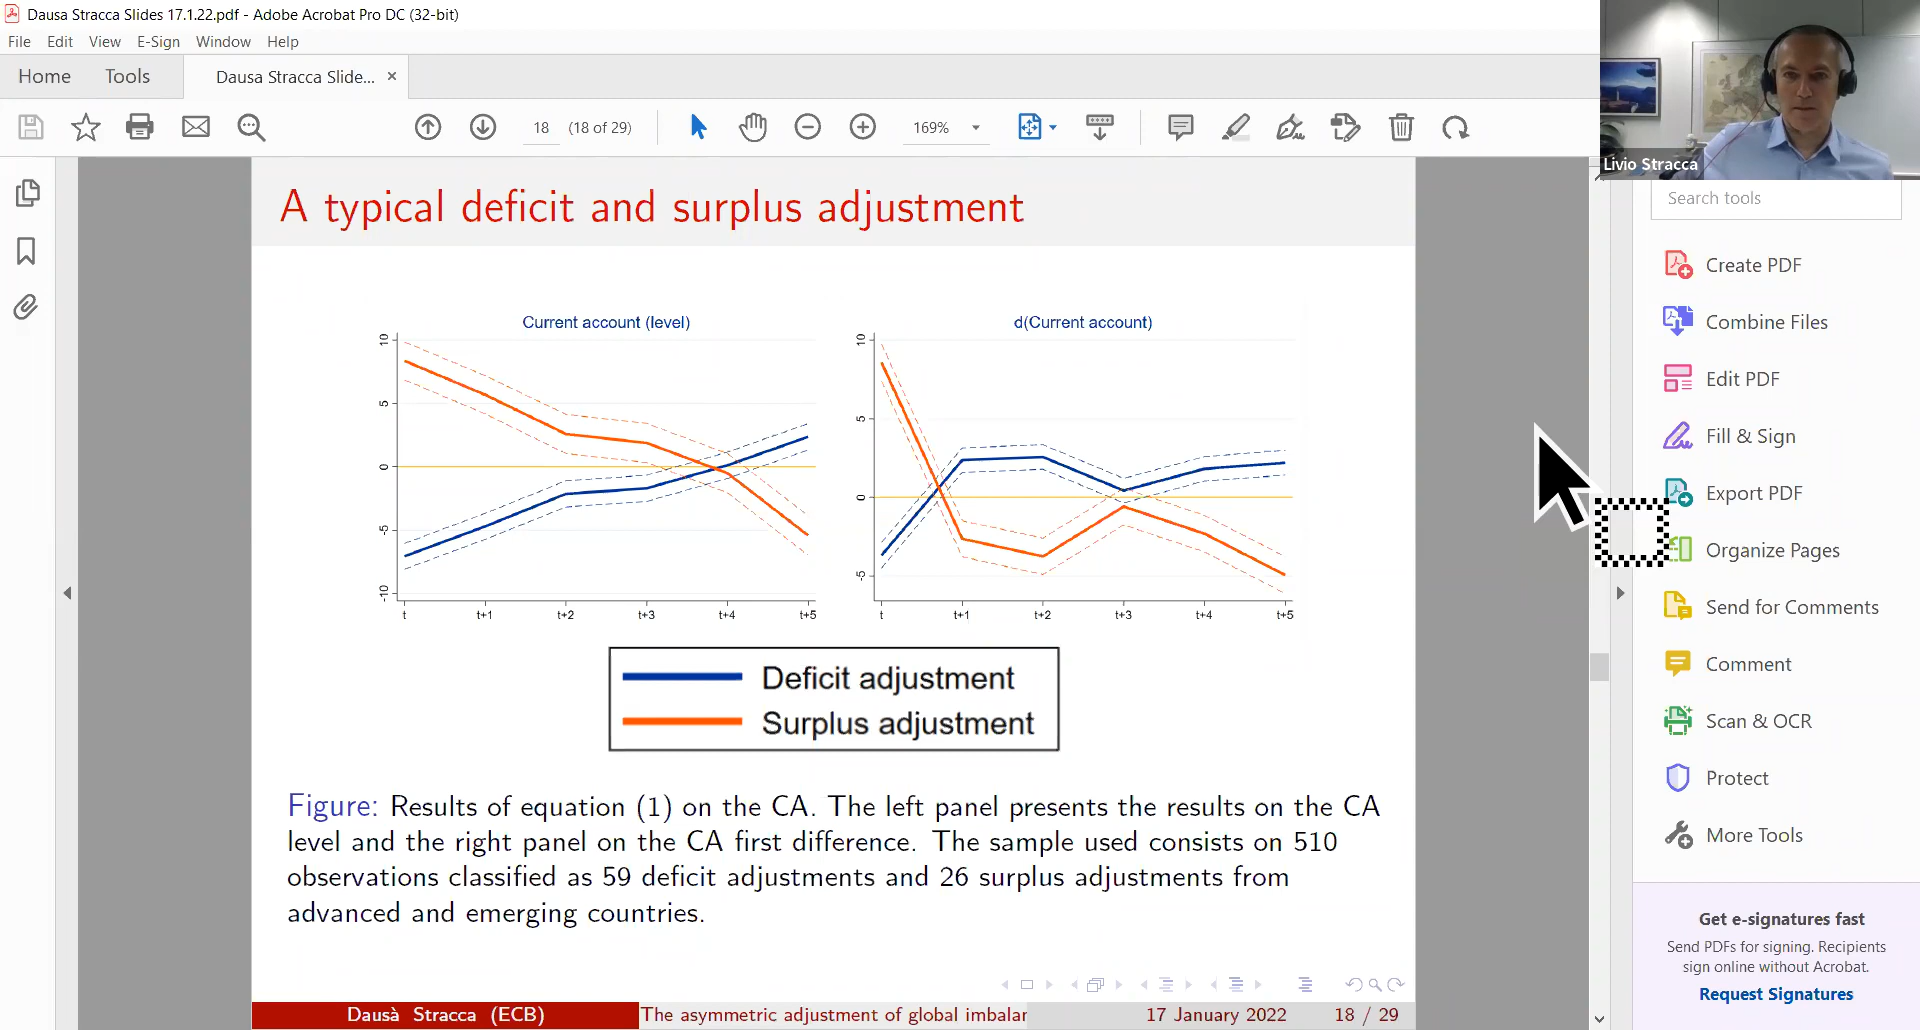 Dausa Stracca Slides 17.1.22.pdf - Adobe Acrobat Pro DC (32-bit)
File Edit View E-Sign Window Help
Home Tools Dausa Stracca Slide... ×
18 (18 of 29) 169%
Livio Stracca
Search tools
Create PDF
Combine Files
Edit PDF
Fill & Sign
Export PDF
Organize Pages
Send for Comments
Comment
Scan & OCR
Protect
More Tools
Get e-signatures fast
Send PDFs for signing. Recipients
sign online without Acrobat.
Request Signatures
A typical deficit and surplus adjustment
Current account (level)
10
5
0
-5
-10
t t+1 t+2 t+3 t+4 t+5
d(Current account)
10
5
0
-5
t t+1 t+2 t+3 t+4 t+5
Deficit adjustment
Surplus adjustment
Figure: Results of equation (1) on the CA. The left panel presents the results on the CA
level and the right panel on the CA first difference. The sample used consists on 510
observations classified as 59 deficit adjustments and 26 surplus adjustments from
advanced and emerging countries.
Dausà Stracca (ECB) The asymmetric adjustment of global imbalar 17 January 2022 18 / 29